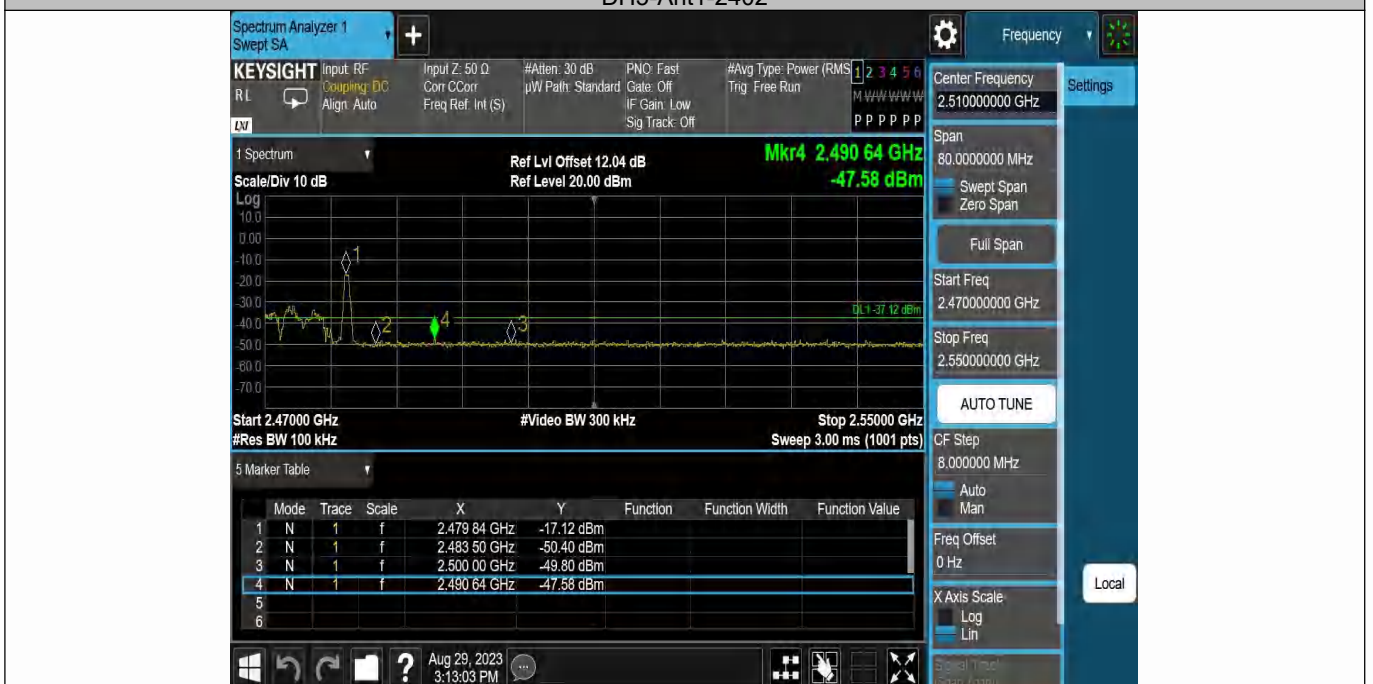 DH5-Ant1-2402
Spectrum Analyzer 1
Swept SA
Frequency
Settings
KEYSIGHT
RL
LXI
Input: RF
Coupling: DC
Align: Auto
Input Z: 50 Ω
Corr CCorr
Freq Ref: Int (S)
#Atten: 30 dB
µW Path: Standard
PNO: Fast
Gate: Off
IF Gain: Low
Sig Track: Off
#Avg Type: Power (RMS
Trig: Free Run
1 2 3 4 5 6
M W W W W W
P P P P P P
1 Spectrum
Scale/Div 10 dB
Ref Lvl Offset 12.04 dB
Ref Level 20.00 dBm
Mkr4 2.490 64 GHz
-47.58 dBm
Log
10.0
0.00
-10.0
-20.0
-30.0
-40.0
-50.0
-60.0
-70.0
1
2
4
3
DL1 -37.12 dBm
Start 2.47000 GHz
#Video BW 300 kHz
Stop 2.55000 GHz
#Res BW 100 kHz
Sweep 3.00 ms (1001 pts)
5 Marker Table
Mode Trace Scale X Y Function Function Width Function Value
1 N 1 f 2.479 84 GHz -17.12 dBm
2 N 1 f 2.483 50 GHz -50.40 dBm
3 N 1 f 2.500 00 GHz -49.80 dBm
4 N 1 f 2.490 64 GHz -47.58 dBm
5
6
Aug 29, 2023
3:13:03 PM
Center Frequency
2.510000000 GHz
Span
80.0000000 MHz
Swept Span
Zero Span
Full Span
Start Freq
2.470000000 GHz
Stop Freq
2.550000000 GHz
AUTO TUNE
CF Step
8.000000 MHz
Auto
Man
Freq Offset
0 Hz
X Axis Scale
Log
Lin
Local